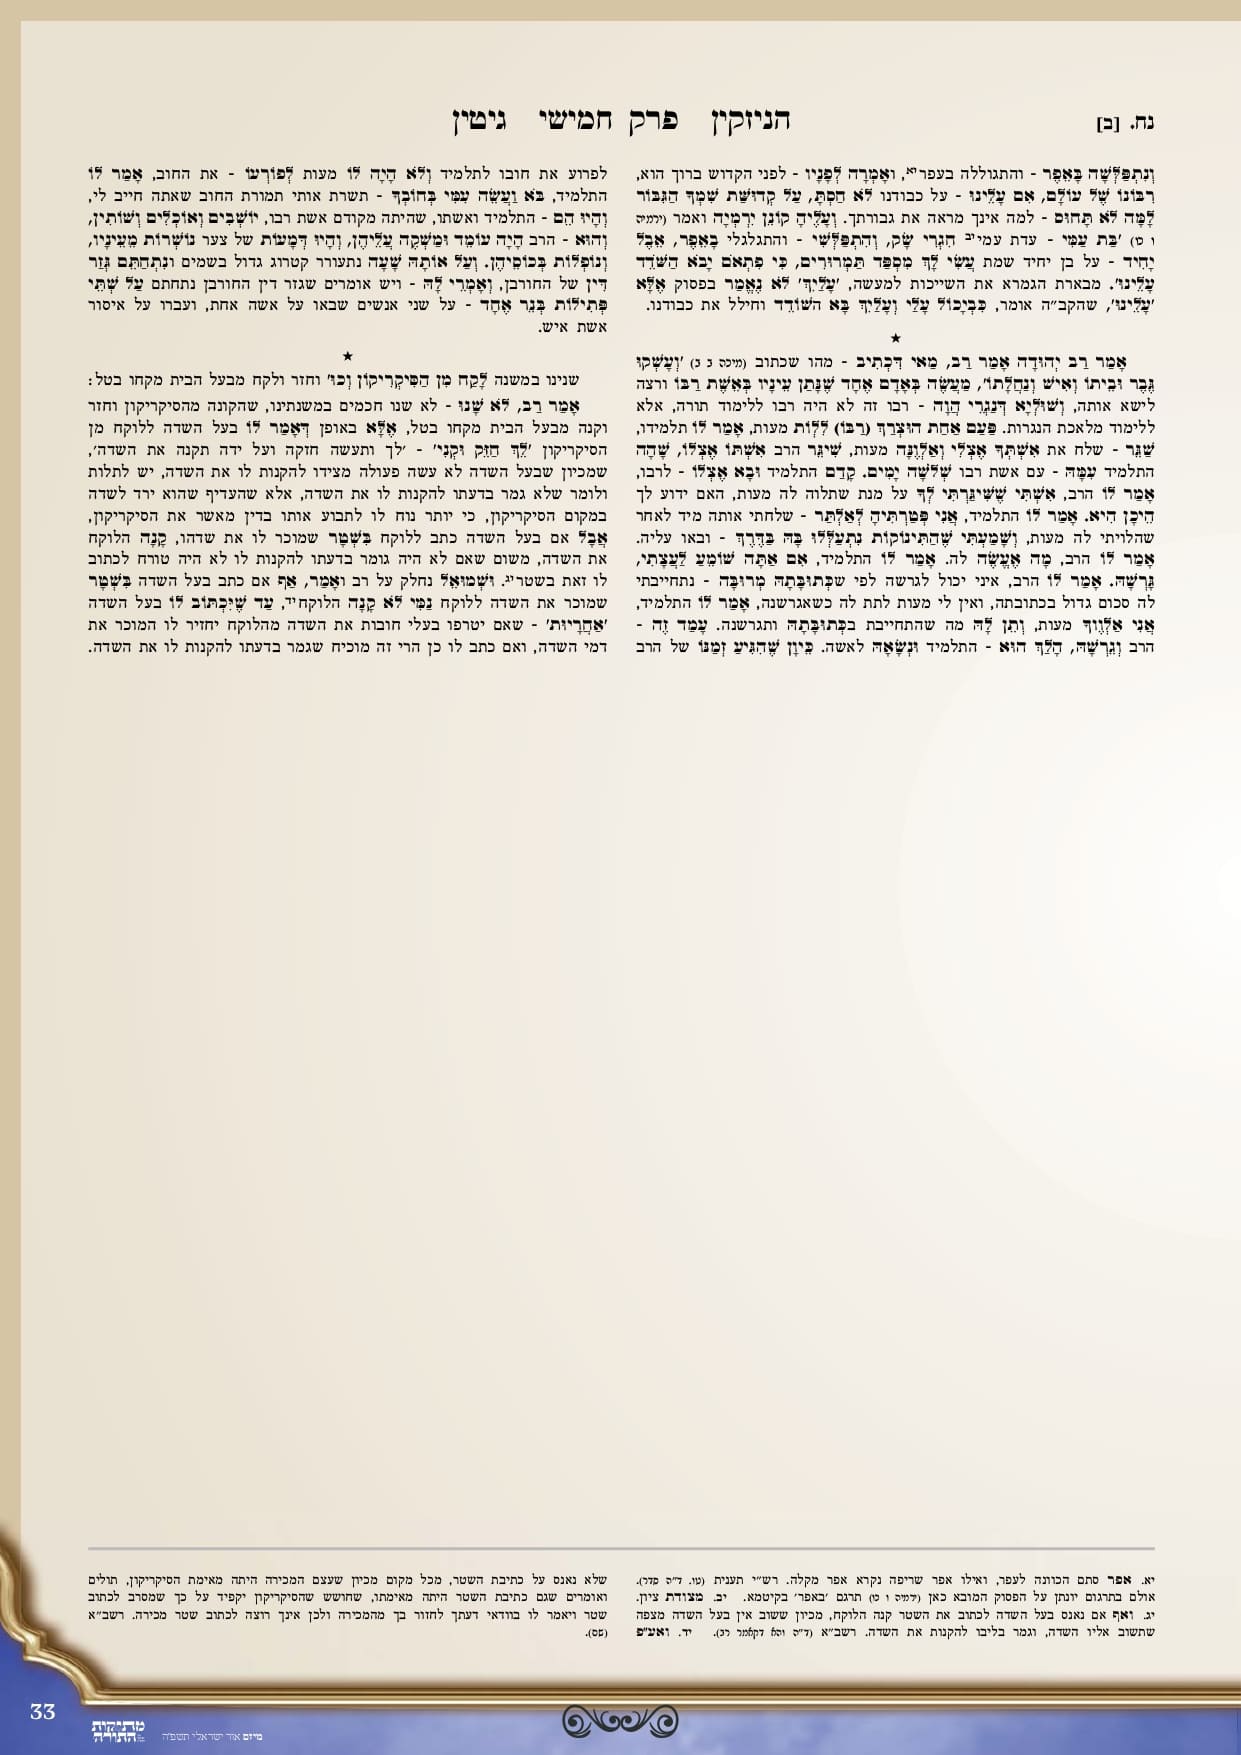 נח. [ב]
הניזקין פרק חמישי גיטין
וְנִתְפַּלְּשָׁה בָּאֵפֶר - והתגוללה בעפריא, וְאָמְרָה לְפָנָיו - לפני הקדוש ברוך הוא,
רִבּוֹנוֹ שֶׁל עוֹלָם, אִם עָלֵינוּ - על כבודנו לֹא חַסְתָּ, עַל קְדוּשַּׁת שִׁמְךָ הַגִּבּוֹר
לָמָּה לֹא תָּחוּס - למה אינך מראה את גבורתך. וְעָלֶיהָ קוֹנֵן יִרְמְיָה ואמר (ירמיה
ו ט) 'בַּת עַמִּי - עדת עמייב חִגְרִי שָׂק, וְהִתְפַּלְּשִׁי - והתגלגלי בָּאֵפֶר, אֵבֶל
יָחִיד - על בן יחיד שמת עֲשִׂי לָךְ מִסְפַּד תַּמְרוּרִים, כִּי פִתְאֹם יָבֹא הַשֹּׁדֵד
עָלֵינוּ'. מבארת הגמרא את השייכות למעשה, 'עָלַיִךְ' לֹא נֶאֱמַר בפסוק אֶלָּא
'עָלֵינוּ', שהקב״ה אומר, כִּבְיָכוֹל עָלַי וְעָלַיִךְ בָּא הַשּׁוֹדֵד וחילל את כבודנו.
★
אָמַר רַב יְהוּדָה אָמַר רַב, מַאי דִּכְתִיב - מהו שכתוב (מיכה ב ב) 'וְעָשְׁקוּ
גֶּבֶר וּבֵיתוֹ וְאִישׁ וְנַחֲלָתוֹ', מַעֲשֶׂה בְּאָדָם אֶחָד שֶׁנָּתַן עֵינָיו בְּאֵשֶׁת רַבּוֹ ורצה
לישא אותה, וְשׁוּלְיָא דְּנַגָּרֵי הֲוָה - רבו זה לא היה רבו ללימוד תורה, אלא
ללימוד מלאכת הנגרות. פַּעַם אַחַת הוּצְרַךְ (רַבּוֹ) לִלְוֹת מעות, אָמַר לוֹ תלמידו,
שַׁגֵּר - שלח את אִשְׁתְּךָ אֶצְלִי וְאַלְוֶנָּה מעות, שִׁיגֵּר הרב אִשְׁתּוֹ אֶצְלוֹ, שָׁהָה
התלמיד עִמָּהּ - עם אשת רבו שְׁלֹשָׁה יָמִים. קָדַם התלמיד וּבָא אֶצְלוֹ - לרבו,
אָמַר לוֹ הרב, אִשְׁתִּי שֶׁשִּׁיגַּרְתִּי לְךָ על מנת שתלוה לה מעות, האם ידוע לך
הֵיכָן הִיא. אָמַר לוֹ התלמיד, אֲנִי פְּטַרְתִּיהָ לְאַלְתַּר - שלחתי אותה מיד לאחר
שהלויתי לה מעות, וְשָׁמַעְתִּי שֶׁהַתִּינוֹקוֹת נִתְעַלְּלוּ בָּהּ בַּדֶּרֶךְ - ובאו עליה.
אָמַר לוֹ הרב, מָה אֶעֱשֶׂה לה. אָמַר לוֹ התלמיד, אִם אַתָּה שׁוֹמֵעַ לַעֲצָתִי,
גָּרְשָׁהּ. אָמַר לוֹ הרב, איני יכול לגרשה לפי שכְּתוּבָּתָהּ מְרוּבָּה - נתחייבתי
לה סכום גדול בכתובתה, ואין לי מעות לתת לה כשאגרשנה, אָמַר לוֹ התלמיד,
אֲנִי אַלְוְוךָ מעות, וְתֵן לָהּ מה שהתחייבת בכְּתוּבָּתָהּ ותגרשנה. עָמַד זֶה -
הרב וְגֵרְשָׁהּ, הָלַךְ הוּא - התלמיד וּנְשָׂאָהּ לאשה. כֵּיוָן שֶׁהִגִּיעַ זְמַנּוֹ של הרב
לפרוע את חובו לתלמיד וְלֹא הָיָה לוֹ מעות לְפוֹרְעוֹ - את החוב, אָמַר לוֹ
התלמיד, בֹּא וַעֲשֵׂה עִמִּי בְּחוֹבְךָ - תשרת אותי תמורת החוב שאתה חייב לי,
וְהָיוּ הֵם - התלמיד ואשתו, שהיתה מקודם אשת רבו, יוֹשְׁבִים וְאוֹכְלִים וְשׁוֹתִין,
וְהוּא - הרב הָיָה עוֹמֵד וּמַשְׁקֶה עֲלֵיהֶן, וְהָיוּ דְּמָעוֹת של צער נוֹשְׁרוֹת מֵעֵינָיו,
וְנוֹפְלוֹת בְּכוֹסֵיהֶן. וְעַל אוֹתָהּ שָׁעָה נתעורר קטרוג גדול בשמים וּנִתְחַתַּם גְּזַר
דִּין של החורבן, וְאָמְרֵי לָהּ - ויש אומרים שגזר דין החורבן נתחתם עַל שְׁתֵּי
פְּתִילוֹת בְּנֵר אֶחָד - על שני אנשים שבאו על אשה אחת, ועברו על איסור
אשת איש.
★
שנינו במשנה לָקַח מִן הַסִּיקְרִיקוֹן וְכוּ' וחזר ולקח מבעל הבית מקחו בטל:
אָמַר רַב, לֹא שָׁנוּ - לא שנו חכמים במשנתינו, שהקונה מהסיקריקון וחזר
וקנה מבעל הבית מקחו בטל, אֶלָּא באופן דְּאָמַר לוֹ בעל השדה ללוקח מן
הסיקריקון 'לֵךְ חַזֵּק וּקְנִי' - 'לך ותעשה חזקה ועל ידה תקנה את השדה',
שמכיון שבעל השדה לא עשה פעולה מצידו להקנות לו את השדה, יש לתלות
ולומר שלא גמר בדעתו להקנות לו את השדה, אלא שהעדיף שהוא ירד לשדה
במקום הסיקריקון, כי יותר נוח לו לתבוע אותו בדין מאשר את הסיקריקון,
אֲבָל אם בעל השדה כתב ללוקח בִּשְׁטָר שמוכר לו את שדהו, קָנָה הלוקח
את השדה, משום שאם לא היה גומר בדעתו להקנות לו לא היה טורח לכתוב
לו זאת בשטריג. וּשְׁמוּאֵל נחלק על רב וְאָמַר, אַף אם כתב בעל השדה בִּשְׁטָר
שמוכר את השדה ללוקח נַמִּי לֹא קָנָה הלוקחיד, עַד שֶׁיִּכְתּוֹב לוֹ בעל השדה
'אַחֲרָיוּת' - שאם יטרפו בעלי חובות את השדה מהלוקח יחזיר לו המוכר את
דמי השדה, ואם כתב לו כן הרי זה מוכיח שגמר בדעתו להקנות לו את השדה.
יא. אפר סתם הכוונה לעפר, ואילו אפר שריפה נקרא אפר מקלה. רש״י תענית (טו. ד״ה סדר).
אולם בתרגום יונתן על הפסוק המובא כאן (ירמיה ו ט) תרגם 'באפר' בקיטמא. יב. מצודת ציון.
יג. ואף אם נאנס בעל השדה לכתוב את השטר קנה הלוקח, מכיון ששוב אין בעל השדה מצפה
שתשוב אליו השדה, וגמר בליבו להקנות את השדה. רשב״א (ד״ה והא דקאמר רב). יד. ואע״פ
שלא נאנס על כתיבת השטר, מכל מקום מכיון שעצם המכירה היתה מאימת הסיקריקון, תולים
ואומרים שגם כתיבת השטר היתה מאימתו, שחושש שהסיקריקון יקפיד על כך שמסרב לכתוב
שטר ויאמר לו בוודאי דעתך לחזור בך מהמכירה ולכן אינך רוצה לכתוב שטר מכירה. רשב״א
(שם).
33
מתיקות
התורה
מיזם אור ישראלי תשפ״ה